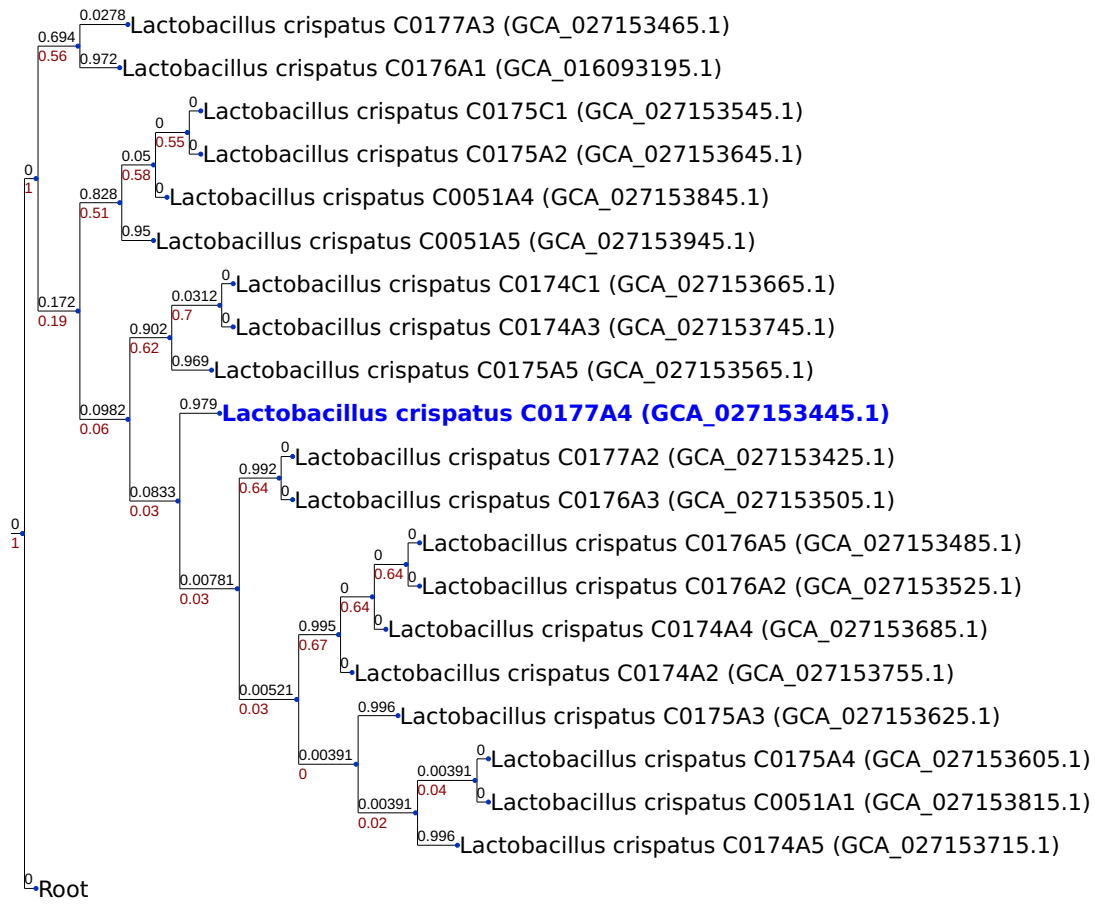 0.0278
Lactobacillus crispatus C0177A3 (GCA_027153465.1)
0.694
0.56
0.972
Lactobacillus crispatus C0176A1 (GCA_016093195.1)
0
Lactobacillus crispatus C0175C1 (GCA_027153545.1)
0
0.55
0
Lactobacillus crispatus C0175A2 (GCA_027153645.1)
0.05
0.58
0
1
0
Lactobacillus crispatus C0051A4 (GCA_027153845.1)
0.828
0.51
0.95
Lactobacillus crispatus C0051A5 (GCA_027153945.1)
0
Lactobacillus crispatus C0174C1 (GCA_027153665.1)
0.172
0.19
0.0312
0.7
0
Lactobacillus crispatus C0174A3 (GCA_027153745.1)
0.902
0.62
0.969
Lactobacillus crispatus C0175A5 (GCA_027153565.1)
0.0982
0.06
0.979
Lactobacillus crispatus C0177A4 (GCA_027153445.1)
0
Lactobacillus crispatus C0177A2 (GCA_027153425.1)
0.992
0.64
0
Lactobacillus crispatus C0176A3 (GCA_027153505.1)
0.0833
0.03
0
1
0
Lactobacillus crispatus C0176A5 (GCA_027153485.1)
0
0.64
0
Lactobacillus crispatus C0176A2 (GCA_027153525.1)
0.00781
0.03
0
0.64
0
Lactobacillus crispatus C0174A4 (GCA_027153685.1)
0.995
0.67
0
Lactobacillus crispatus C0174A2 (GCA_027153755.1)
0.00521
0.03
0.996
Lactobacillus crispatus C0175A3 (GCA_027153625.1)
0.00391
0
0
Lactobacillus crispatus C0175A4 (GCA_027153605.1)
0.00391
0.04
0
Lactobacillus crispatus C0051A1 (GCA_027153815.1)
0.00391
0.02
0.996
Lactobacillus crispatus C0174A5 (GCA_027153715.1)
0
Root